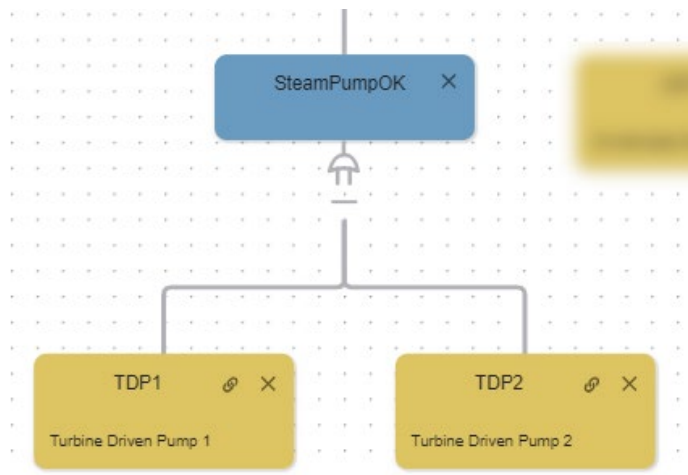 SteamPumpOK
TDP1
TDP2
Turbine Driven Pump 1
Turbine Driven Pump 2